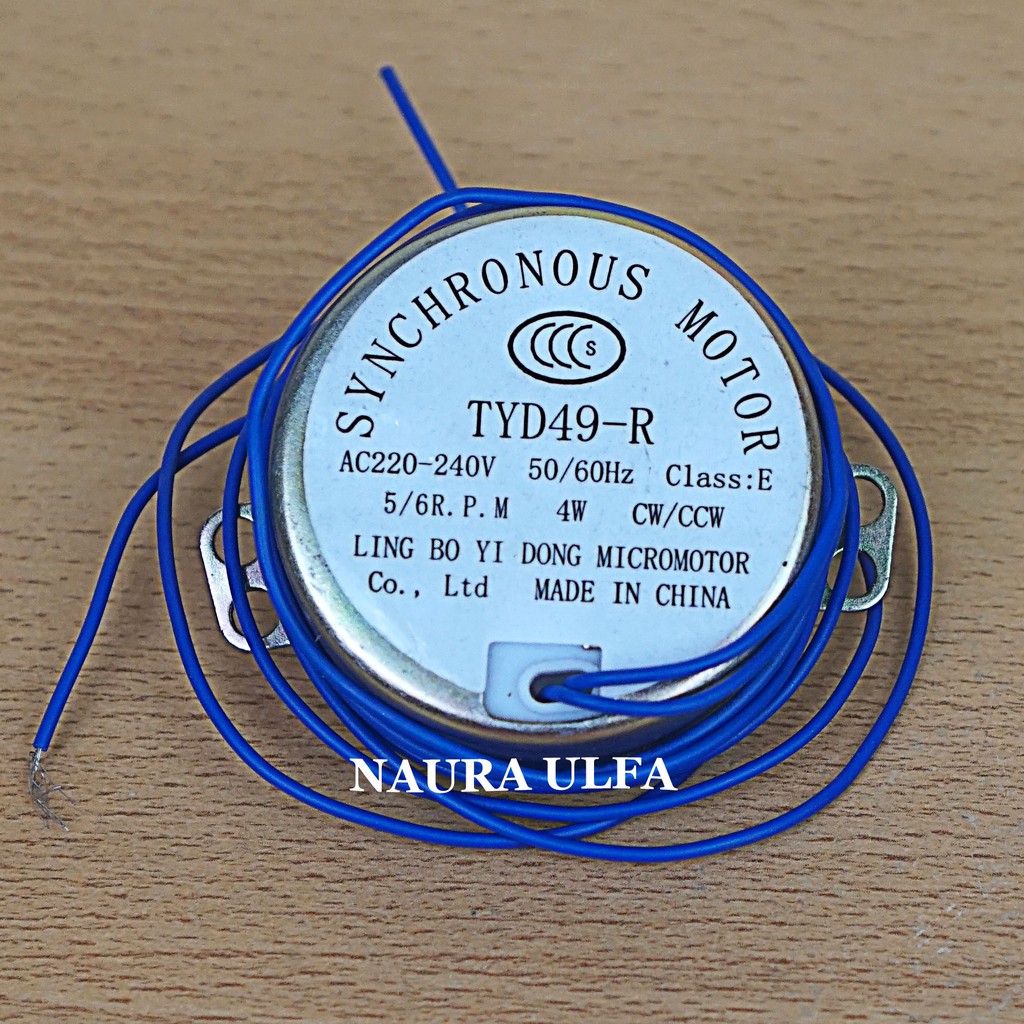 SYNCHRONOUS MOTOR
CCC S
TYD49-R
AC220-240V 50/60Hz Class:E
5/6R.P.M 4W CW/CCW
LING BO YI DONG MICROMOTOR
Co., Ltd MADE IN CHINA
NAURA ULFA